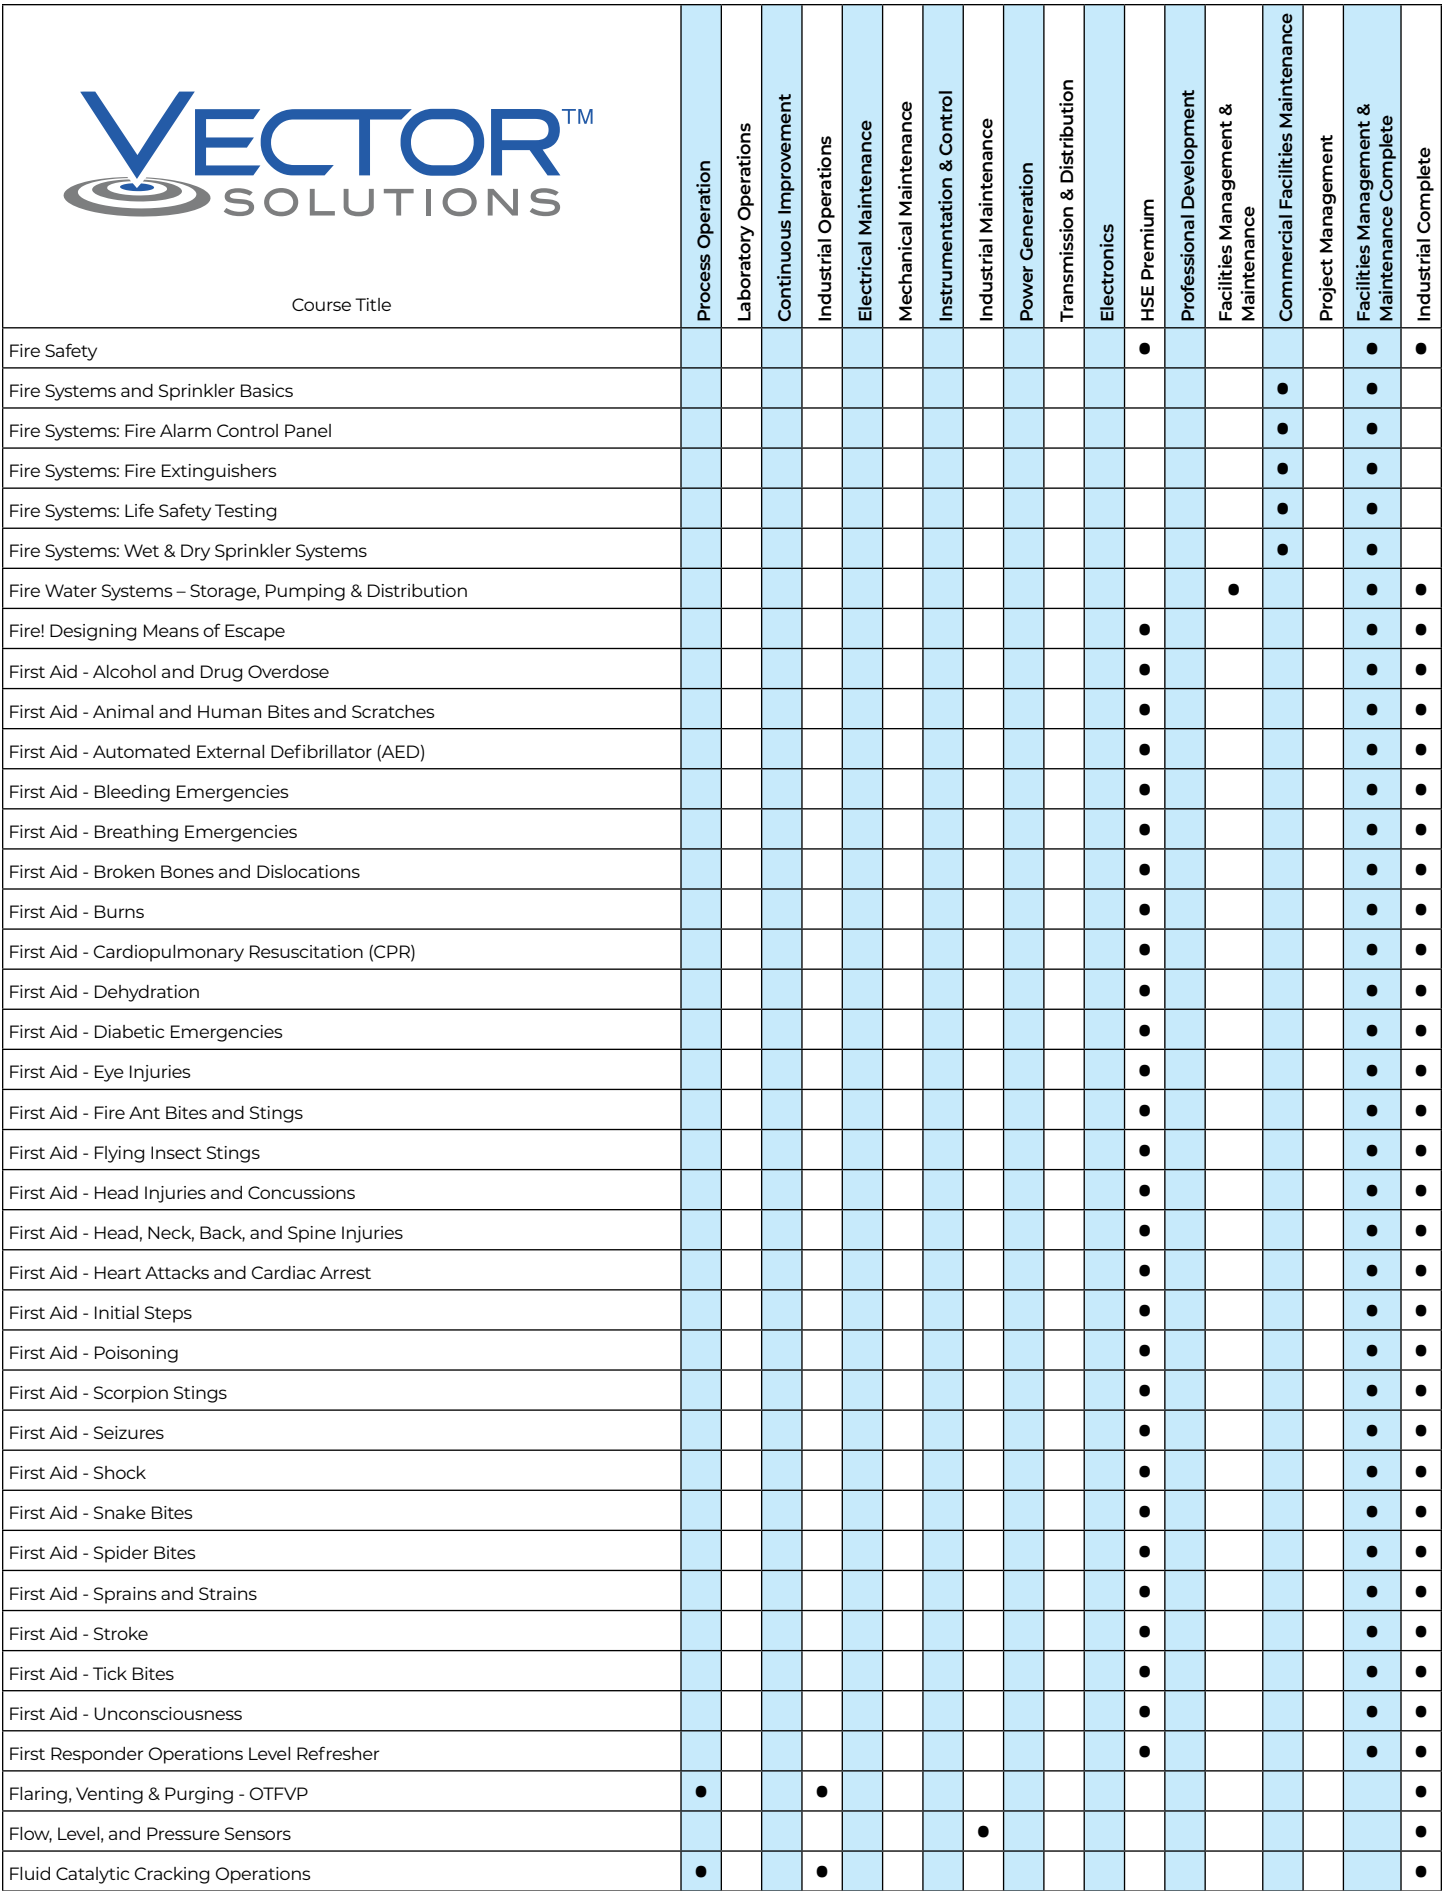 VECTOR™
SOLUTIONS
Course Title
Process Operation
Laboratory Operations
Continuous Improvement
Industrial Operations
Electrical Maintenance
Mechanical Maintenance
Instrumentation & Control
Industrial Maintenance
Power Generation
Transmission & Distribution
Electronics
HSE Premium
Professional Development
Facilities Management &
Maintenance
Commercial Facilities Maintenance
Project Management
Facilities Management &
Maintenance Complete
Industrial Complete
Fire Safety • • •
Fire Systems and Sprinkler Basics • •
Fire Systems: Fire Alarm Control Panel • •
Fire Systems: Fire Extinguishers • •
Fire Systems: Life Safety Testing • •
Fire Systems: Wet & Dry Sprinkler Systems • •
Fire Water Systems – Storage, Pumping & Distribution • • •
Fire! Designing Means of Escape • • •
First Aid - Alcohol and Drug Overdose • • •
First Aid - Animal and Human Bites and Scratches • • •
First Aid - Automated External Defibrillator (AED) • • •
First Aid - Bleeding Emergencies • • •
First Aid - Breathing Emergencies • • •
First Aid - Broken Bones and Dislocations • • •
First Aid - Burns • • •
First Aid - Cardiopulmonary Resuscitation (CPR) • • •
First Aid - Dehydration • • •
First Aid - Diabetic Emergencies • • •
First Aid - Eye Injuries • • •
First Aid - Fire Ant Bites and Stings • • •
First Aid - Flying Insect Stings • • •
First Aid - Head Injuries and Concussions • • •
First Aid - Head, Neck, Back, and Spine Injuries • • •
First Aid - Heart Attacks and Cardiac Arrest • • •
First Aid - Initial Steps • • •
First Aid - Poisoning • • •
First Aid - Scorpion Stings • • •
First Aid - Seizures • • •
First Aid - Shock • • •
First Aid - Snake Bites • • •
First Aid - Spider Bites • • •
First Aid - Sprains and Strains • • •
First Aid - Stroke • • •
First Aid - Tick Bites • • •
First Aid - Unconsciousness • • •
First Responder Operations Level Refresher • • •
Flaring, Venting & Purging - OTFVP • • •
Flow, Level, and Pressure Sensors • •
Fluid Catalytic Cracking Operations • • •